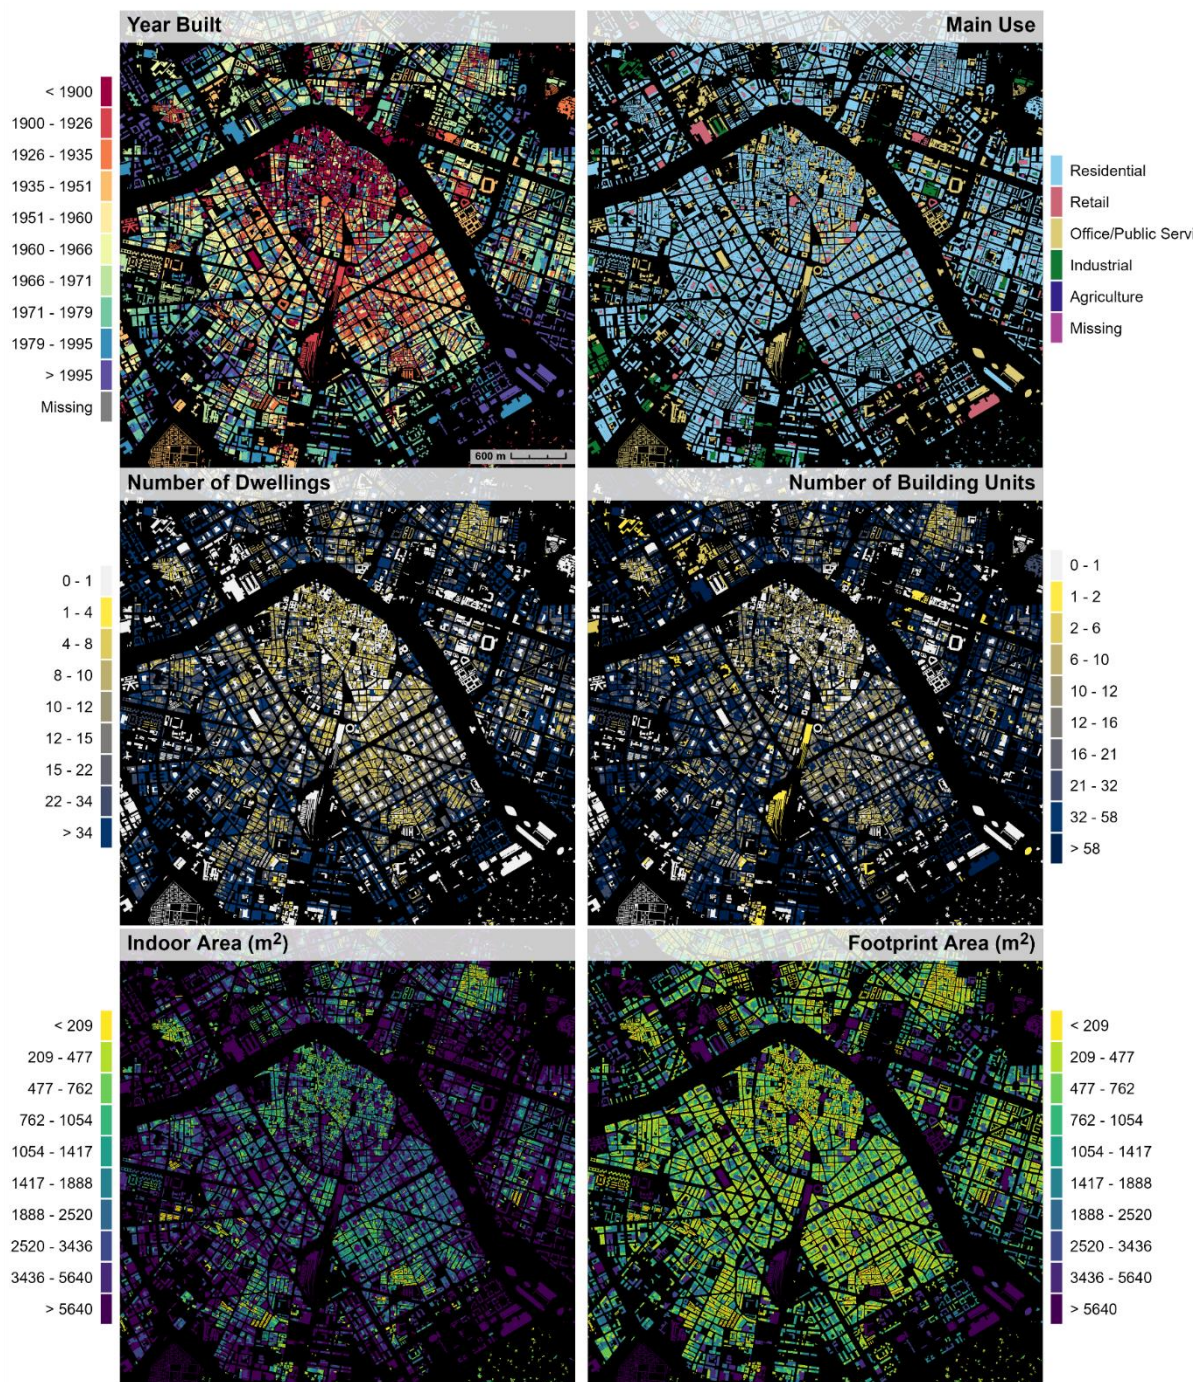 Year Built
Main Use
< 1900
1900 - 1926
1926 - 1935
1935 - 1951
1951 - 1960
1960 - 1966
1966 - 1971
1971 - 1979
1979 - 1995
> 1995
Missing
600 m
Residential
Retail
Office/Public Servi
Industrial
Agriculture
Missing
Number of Dwellings
Number of Building Units
0 - 1
1 - 4
4 - 8
8 - 10
10 - 12
12 - 15
15 - 22
22 - 34
> 34
0 - 1
1 - 2
2 - 6
6 - 10
10 - 12
12 - 16
16 - 21
21 - 32
32 - 58
> 58
Indoor Area (m²)
Footprint Area (m²)
< 209
209 - 477
477 - 762
762 - 1054
1054 - 1417
1417 - 1888
1888 - 2520
2520 - 3436
3436 - 5640
> 5640
< 209
209 - 477
477 - 762
762 - 1054
1054 - 1417
1417 - 1888
1888 - 2520
2520 - 3436
3436 - 5640
> 5640